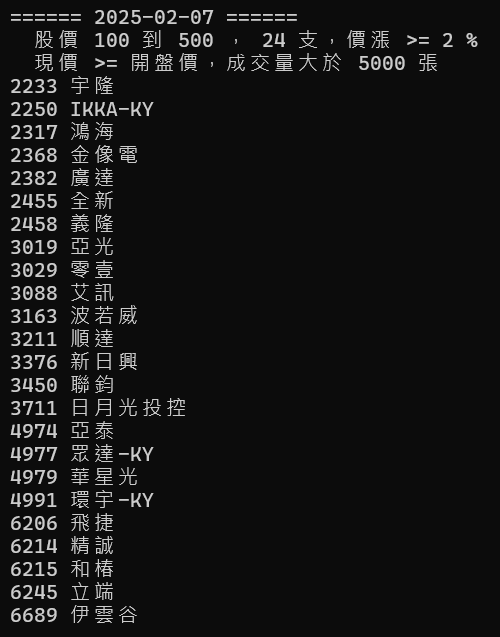 ====== 2025-02-07 ======
股價 100 到 500 , 24 支,價漲 >= 2 %
現價 >= 開盤價,成交量大於 5000 張
2233 宇隆
2250 IKKA-KY
2317 鴻海
2368 金像電
2382 廣達
2455 全新
2458 義隆
3019 亞光
3029 零壹
3088 艾訊
3163 波若威
3211 順達
3376 新日興
3450 聯鈞
3711 日月光投控
4974 亞泰
4977 眾達-KY
4979 華星光
4991 環宇-KY
6206 飛捷
6214 精誠
6215 和椿
6245 立端
6689 伊雲谷